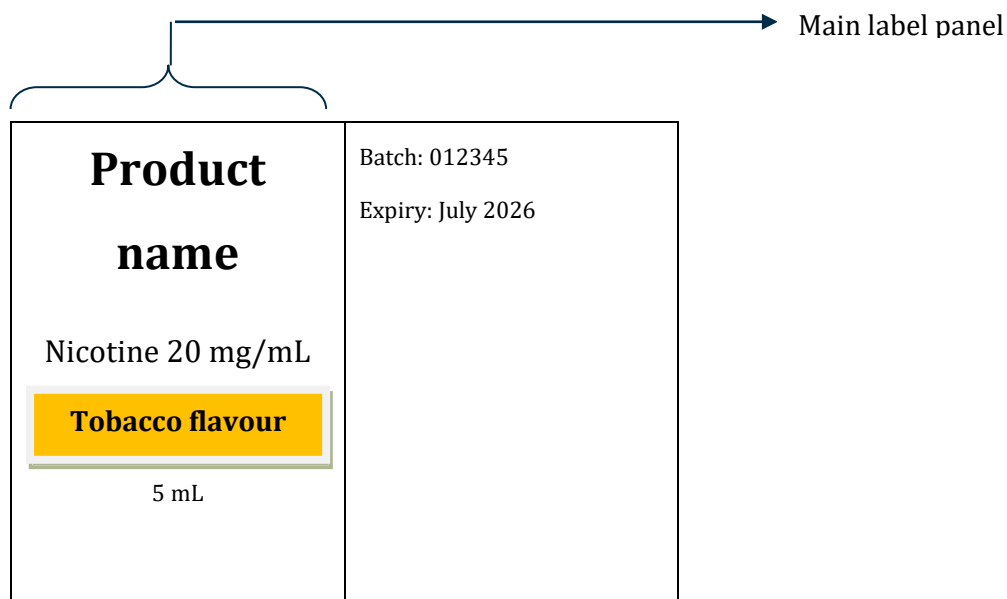 Main label panel
Product
name
Nicotine 20 mg/mL
Tobacco flavour
5 mL
Batch: 012345
Expiry: July 2026